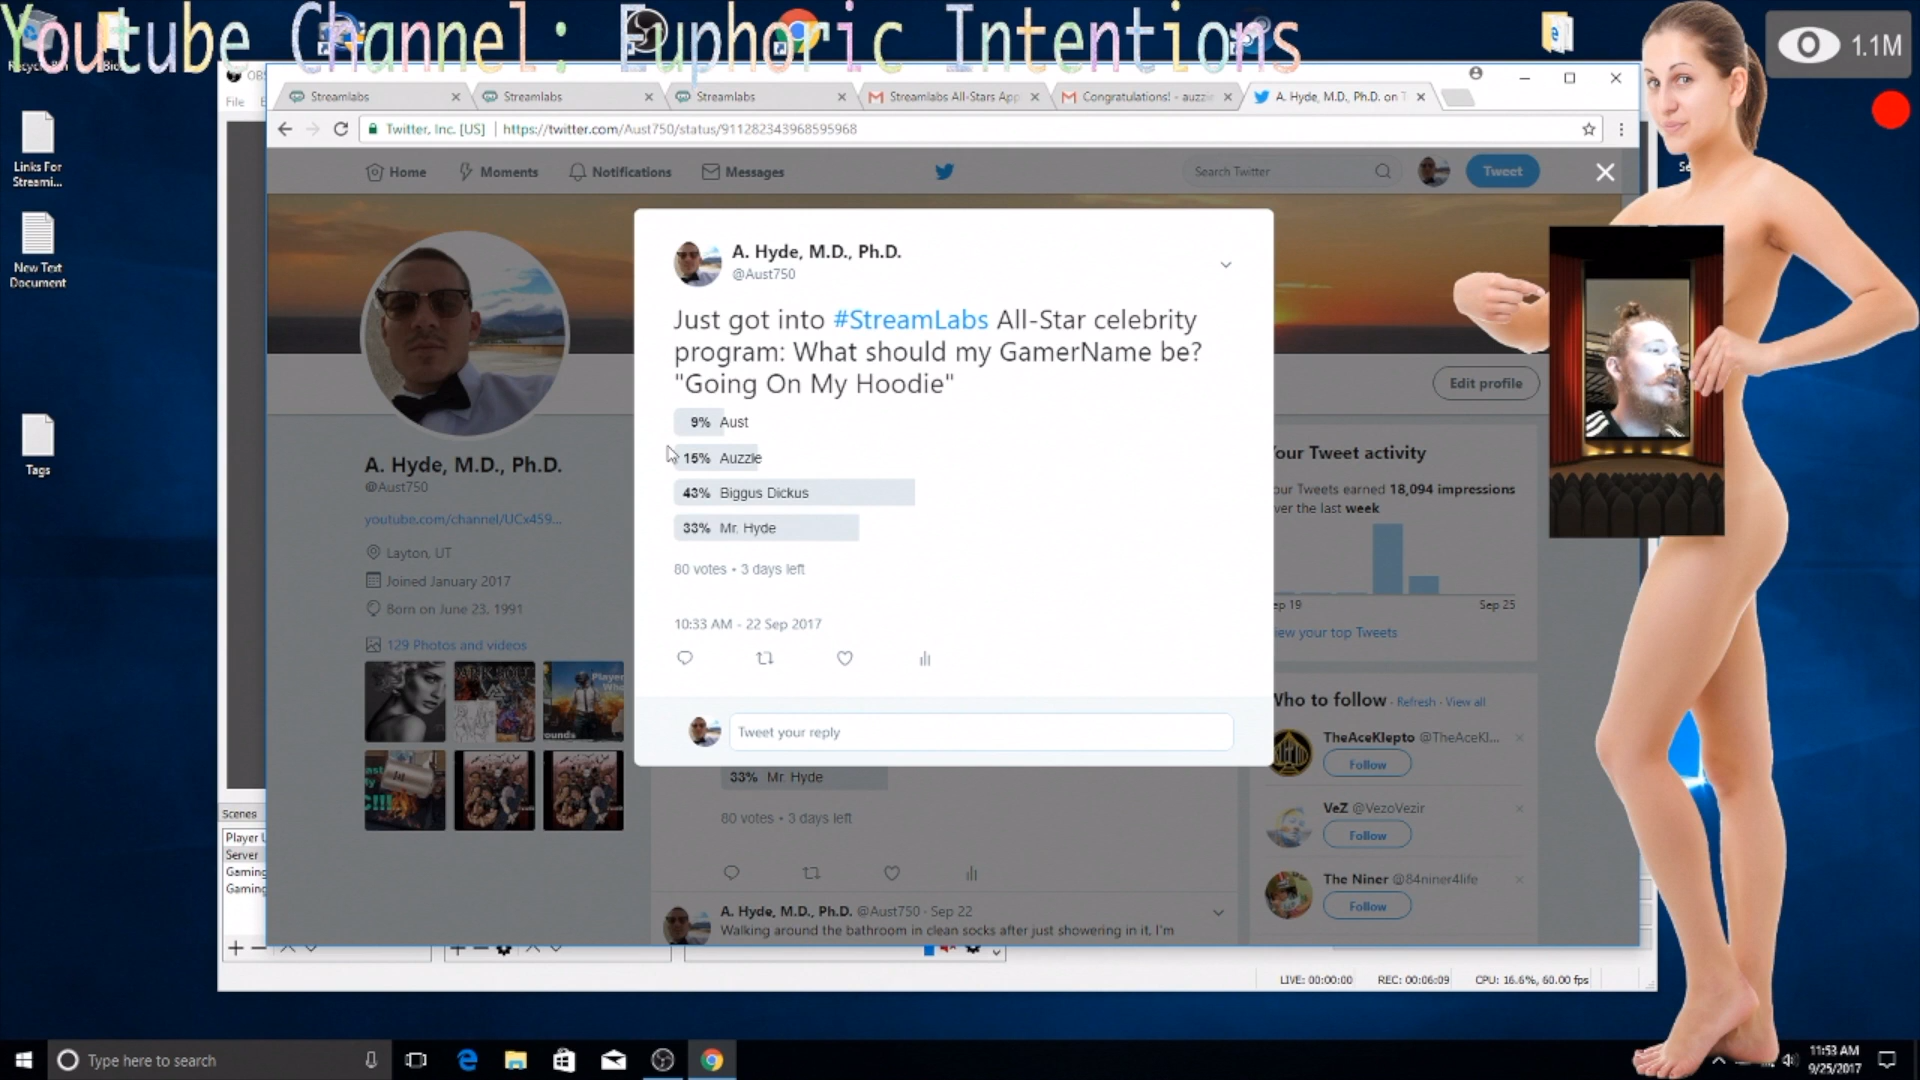 Youtube Channel: Euphoric Intentions
1.1M
Links For
Streami...
New Text
Document
Tags
File
Streamlabs
Streamlabs
Streamlabs
Streamlabs All-Stars App
Congratulations! - auzzi
A. Hyde, M.D., Ph.D. on T
Twitter, Inc. [US] | https://twitter.com/Aust750/status/911282343968595968
Home
Moments
Notifications
Messages
Search Twitter
Tweet
A. Hyde, M.D., Ph.D.
@Aust750
Just got into #StreamLabs All-Star celebrity
program: What should my GamerName be?
"Going On My Hoodie"
9% Aust
15% Auzzie
43% Biggus Dickus
33% Mr. Hyde
80 votes • 3 days left
10:33 AM - 22 Sep 2017
Tweet your reply
Edit profile
A. Hyde, M.D., Ph.D.
@Aust750
youtube.com/channel/UCx459...
Layton, UT
Joined January 2017
Born on June 23, 1991
129 Photos and videos
33% Mr. Hyde
80 votes • 3 days left
A. Hyde, M.D., Ph.D. @Aust750 · Sep 22
Walking around the bathroom in clean socks after just showering in it, I'm
our Tweet activity
our Tweets earned 18,094 impressions
ver the last week
ep 19
Sep 25
iew your top Tweets
Who to follow · Refresh · View all
TheAceKlepto @TheAceKl...
Follow
VeZ @VezoVezir
Follow
The Niner @84niner4life
Follow
Scenes
Player U
Server
Gaming
Gaming
LIVE: 00:00:00
REC: 00:06:09
CPU: 16.6%, 60.00 fps
Type here to search
11:53 AM
9/25/2017